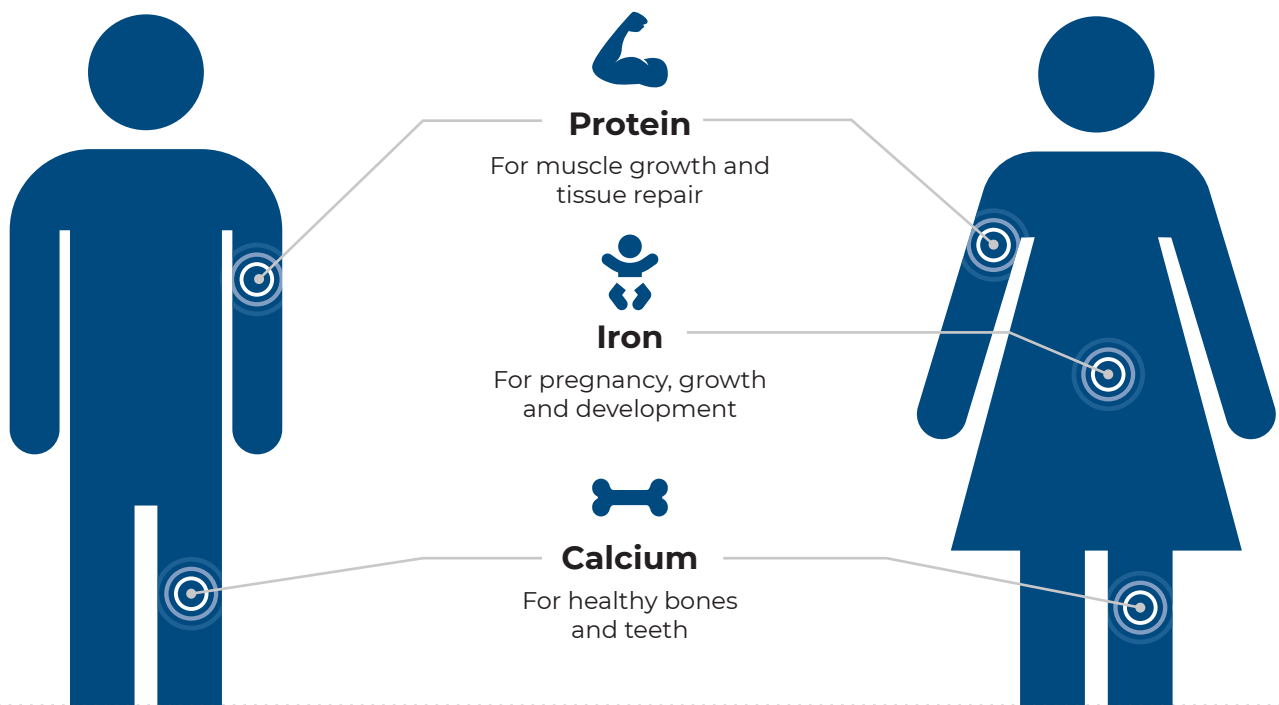 Protein
For muscle growth and
tissue repair
Iron
For pregnancy, growth
and development
Calcium
For healthy bones
and teeth